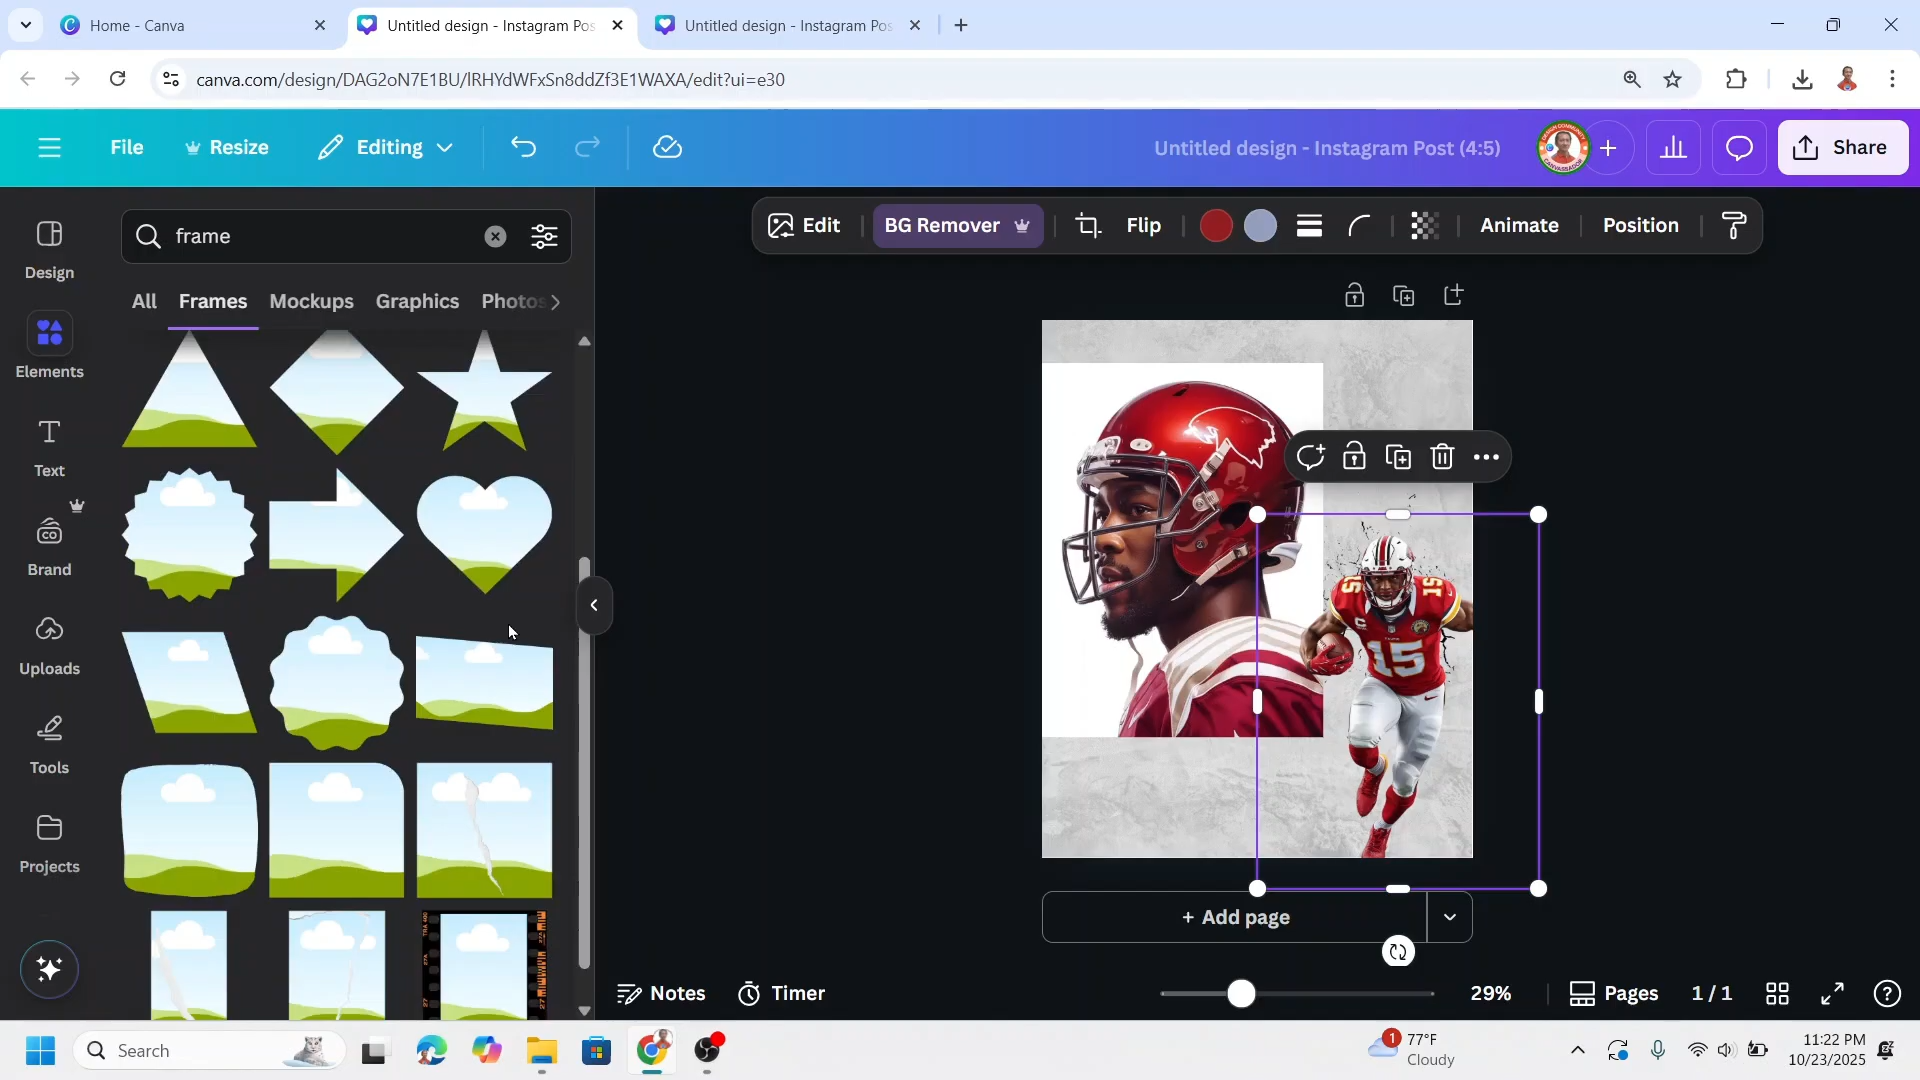 Home - Canva
Untitled design - Instagram Pos
Untitled design - Instagram Pos
canva.com/design/DAG2oN7E1BU/lRHYdWFxSn8ddZf3E1WAXA/edit?ui=e30
File
Resize
Editing
Untitled design - Instagram Post (4:5)
Share
Design
Elements
Text
Brand
Uploads
Tools
Projects
frame
All
Frames
Mockups
Graphics
Photos
Edit
BG Remover
Flip
Animate
Position
15
15
15
+ Add page
Notes
Timer
29%
Pages
1 / 1
Search
1
77°F
Cloudy
11:22 PM
10/23/2025